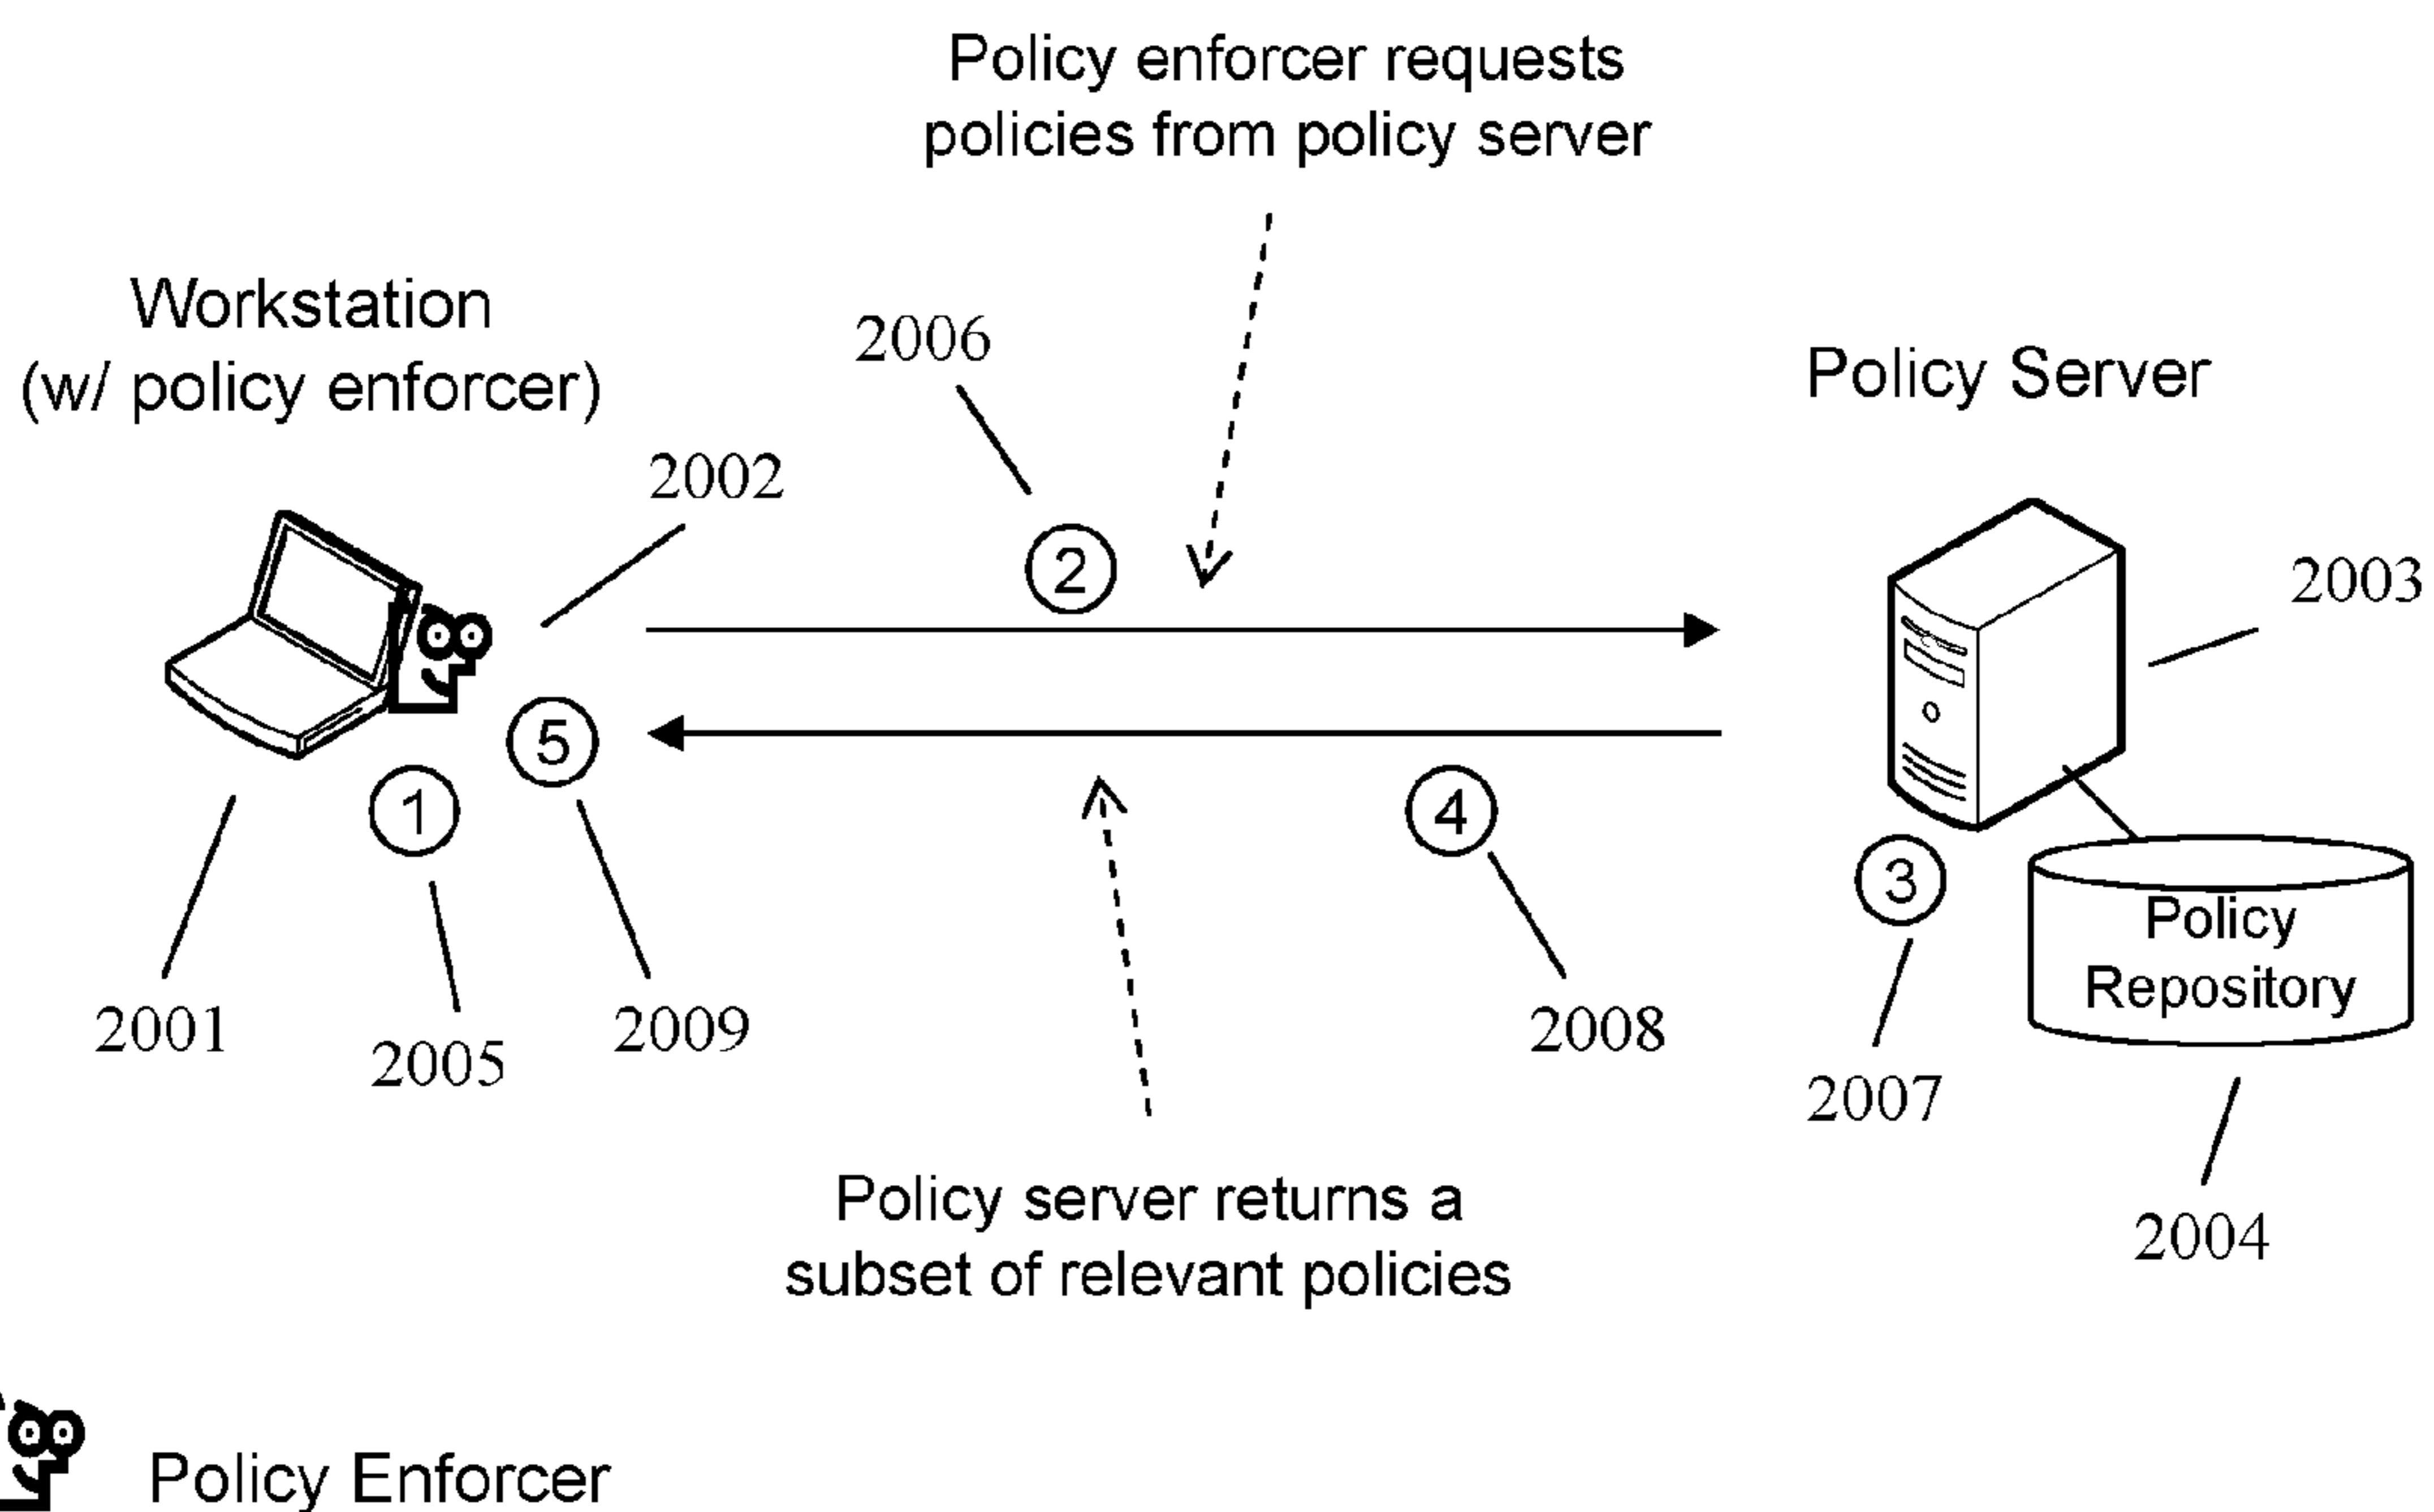 Policy enforcer requests
policies from policy server
Workstation
(w/ policy enforcer)
2006
Policy Server
2002
2
2003
5
1
4
3
Policy
Repository
2001
2005
2009
2008
2007
2004
Policy server returns a
subset of relevant policies
Policy Enforcer